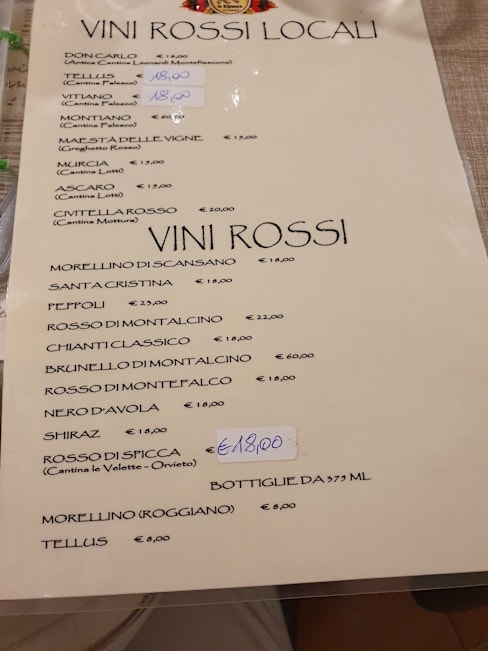 VINI ROSSI LOCALI
DON CARLO € 18,00
(Antica Cantina Leonardi Montefiascone)
TELLUS € 18,00
(Cantina Falesco)
VITIANO € 18,00
(Cantina Falesco)
MONTIANO € 60,00
(Cantina Falesco)
MAESTÀ DELLE VIGNE € 15,00
(Greghetto Rosso)
MURCIA € 15,00
(Cantina Lotti)
ASCARO € 15,00
(Cantina Lotti)
CIVITELLA ROSSO € 20,00
(Cantina Mottura)
VINI ROSSI
MORELLINO DI SCANSANO € 18,00
SANTA CRISTINA € 18,00
PEPPOLI € 25,00
ROSSO DI MONTALCINO € 22,00
CHIANTI CLASSICO € 18,00
BRUNELLO DI MONTALCINO € 60,00
ROSSO DI MONTEFALCO € 18,00
NERO D'AVOLA € 18,00
SHIRAZ € 18,00
ROSSO DI SPICCA € €18,00
(Cantina le Velette - Orvieto)
BOTTIGLIE DA 375 ML
MORELLINO (ROGGIANO) € 8,00
TELLUS € 8,00